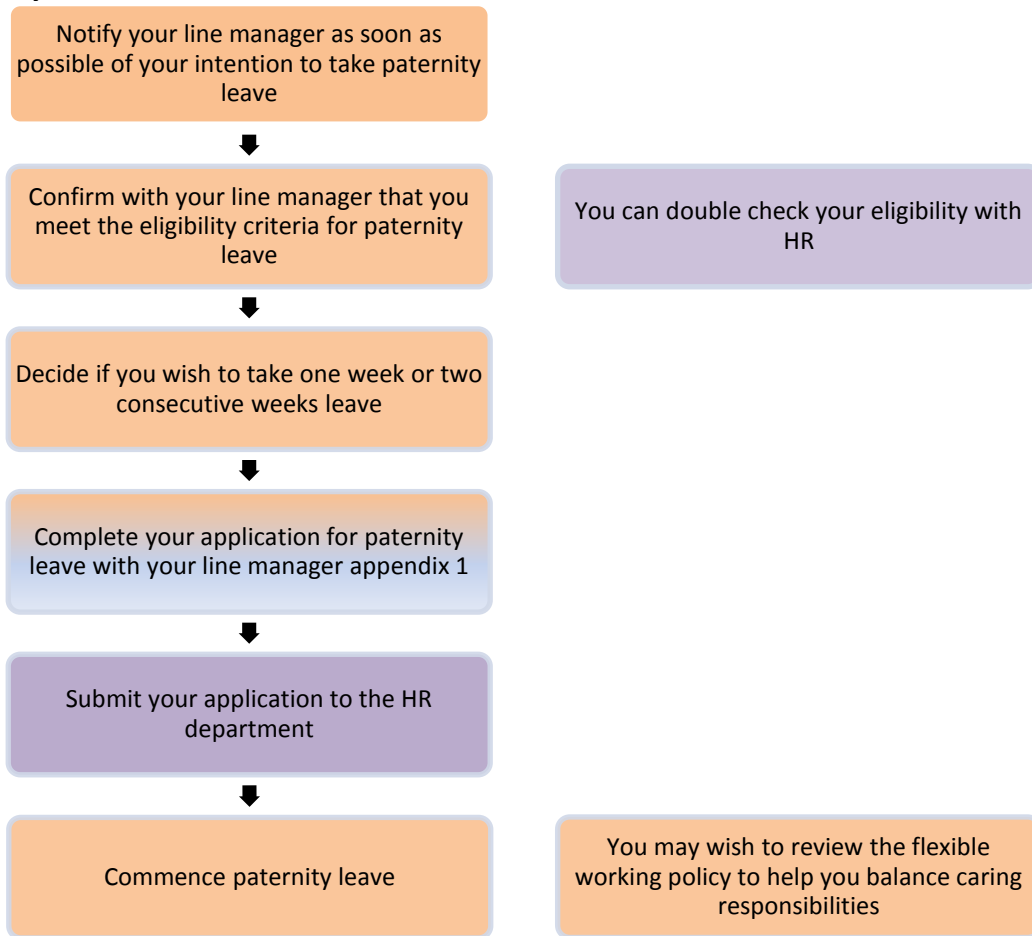 Notify your line manager as soon as
possible of your intention to take paternity
leave
Confirm with your line manager that you
meet the eligibility criteria for paternity
leave
You can double check your eligibility with
HR
Decide if you wish to take one week or two
consecutive weeks leave
Complete your application for paternity
leave with your line manager appendix 1
Submit your application to the HR
department
Commence paternity leave
You may wish to review the flexible
working policy to help you balance caring
responsibilities